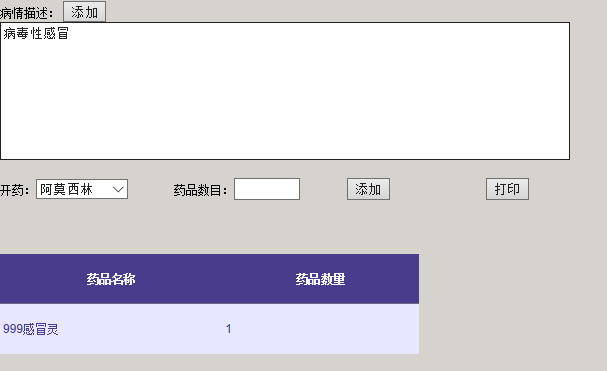 病情描述： 添加
病毒性感冒
开药： 阿莫西林 药品数目： 添加 打印
药品名称 药品数量
999感冒灵 1